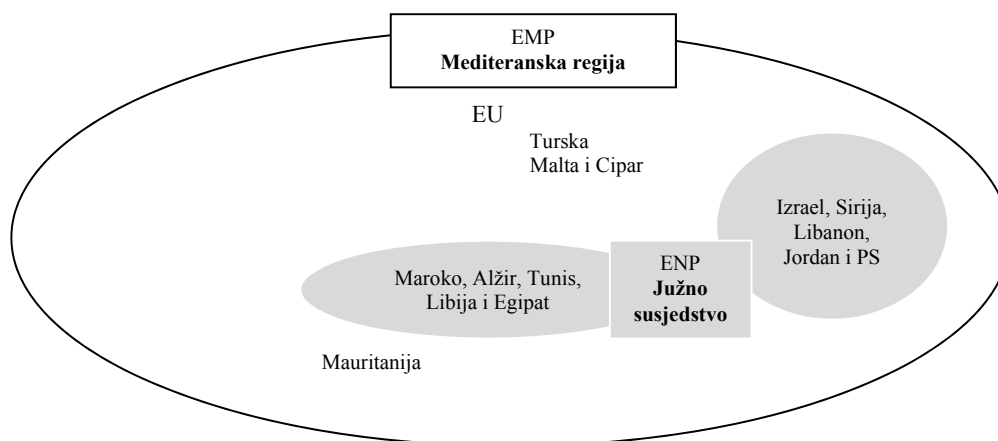 EMP
Mediteranska regija
EU
Turska
Malta i Cipar
Izrael, Sirija,
Libanon,
Jordan i PS
Maroko, Alžir, Tunis,
Libija i Egipat
ENP
Južno
susjedstvo
Mauritanija